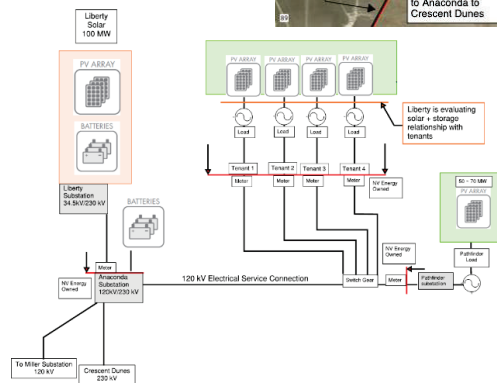 to Anaconda to
Crescent Dunes
89
Liberty
Solar
100 MW
PV ARRAY
BATTERIES
Liberty
Substation
34.5kV/230 kV
BATTERIES
PV ARRAY
PV ARRAY
PV ARRAY
PV ARRAY
Load
Load
Load
Load
Liberty is evaluating
solar + storage
relationship with
tenants
Tenant 1
Tenant 2
Tenant 3
Tenant 4
Meter
Meter
Meter
Meter
NV Energy
Owned
50 – 70 MW
PV ARRAY
NV Energy
Owned
Pathfinder
Load
Meter
NV Energy
Owned
Anaconda
Substation
120kV/230 kV
120 kV Electrical Service Connection
Switch Gear
Meter
Pathfinder
substation
To Miller Substation
120 kV
Crescent Dunes
230 kV